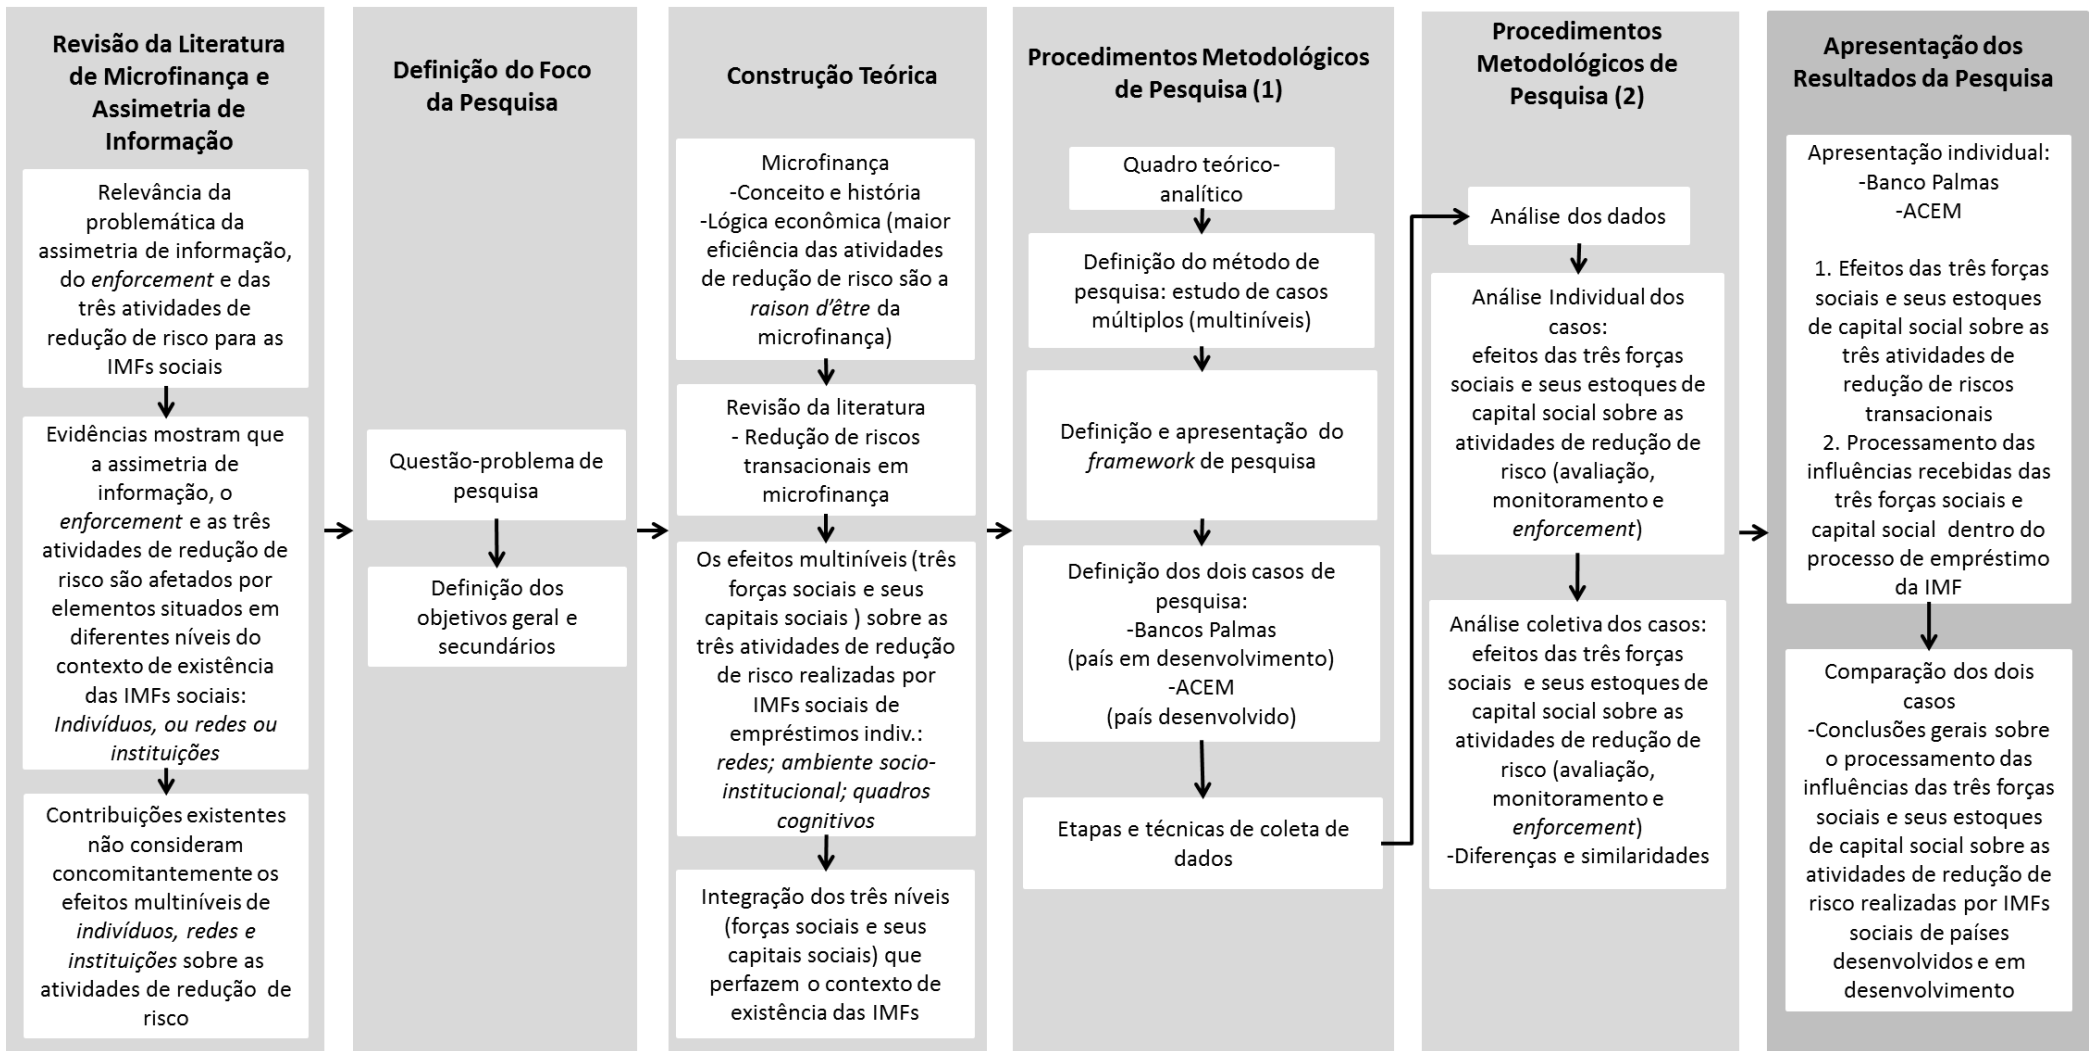 Revisão da Literatura
de Microfinança e
Assimetria de
Informação
Relevância da
problemática da
assimetria de informação,
do enforcement e das
três atividades de
redução de risco para as
IMFs sociais
Evidências mostram que
a assimetria de
informação, o
enforcement e as três
atividades de redução de
risco são afetados por
elementos situados em
diferentes níveis do
contexto de existência
das IMFs sociais:
Indivíduos, ou redes ou
instituições
Contribuições existentes
não consideram
concomitantemente os
efeitos multiníveis de
indivíduos, redes e
instituições sobre as
atividades de redução de
risco
Definição do Foco
da Pesquisa
Questão-problema de
pesquisa
Definição dos
objetivos geral e
secundários
Construção Teórica
Microfinança
-Conceito e história
-Lógica econômica (maior
eficiência das atividades
de redução de risco são a
raison d’être da
microfinança)
Revisão da literatura
- Redução de riscos
transacionais em
microfinança
Os efeitos multiníveis (três
forças sociais e seus
capitais sociais ) sobre as
três atividades de redução
de risco realizadas por
IMFs sociais de
empréstimos indiv.:
redes; ambiente socio-
institucional; quadros
cognitivos
Integração dos três níveis
(forças sociais e seus
capitais sociais) que
perfazem o contexto de
existência das IMFs
Procedimentos Metodológicos
de Pesquisa (1)
Quadro teórico-
analítico
Definição do método de
pesquisa: estudo de casos
múltiplos (multiníveis)
Definição e apresentação do
framework de pesquisa
Definição dos dois casos de
pesquisa:
-Bancos Palmas
(país em desenvolvimento)
-ACEM
(país desenvolvido)
Etapas e técnicas de coleta de
dados
Procedimentos
Metodológicos de
Pesquisa (2)
Análise dos dados
Análise Individual dos
casos:
efeitos das três forças
sociais e seus estoques de
capital social sobre as
atividades de redução de
risco (avaliação,
monitoramento e
enforcement)
Análise coletiva dos casos:
efeitos das três forças
sociais e seus estoques de
capital social sobre as
atividades de redução de
risco (avaliação,
monitoramento e
enforcement)
-Diferenças e similaridades
Apresentação dos
Resultados da Pesquisa
Apresentação individual:
-Banco Palmas
-ACEM
1. Efeitos das três forças
sociais e seus estoques
de capital social sobre as
três atividades de
redução de riscos
transacionais
2. Processamento das
influências recebidas das
três forças sociais e
capital social dentro do
processo de empréstimo
da IMF
Comparação dos dois
casos
-Conclusões gerais sobre
o processamento das
influências das três forças
sociais e seus estoques
de capital social sobre as
atividades de redução de
risco realizadas por IMFs
sociais de países
desenvolvidos e em
desenvolvimento